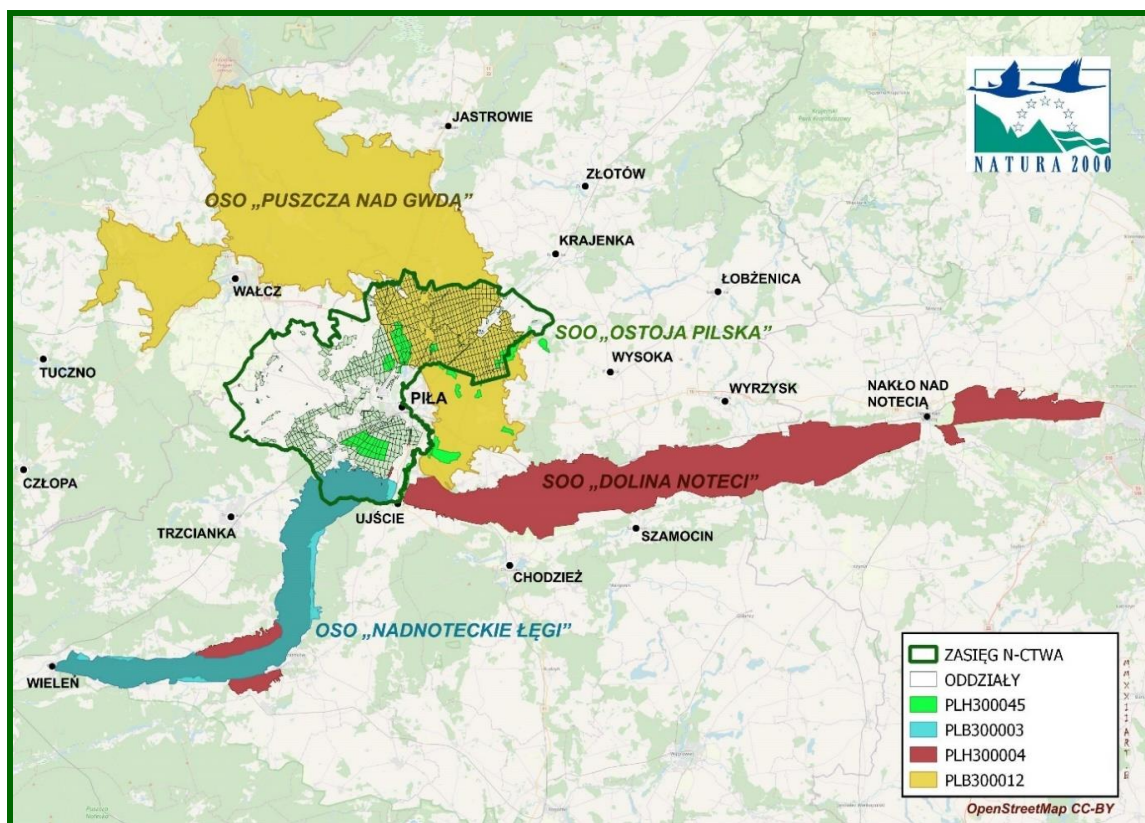 NATURA 2000
JASTROWIE
ZŁOTÓW
OSO „PUSZCZA NAD GWDĄ”
KRAJENKA
WAŁCZ
ŁOBŻENICA
SOO „OSTOJA PILSKA”
TUCZNO
WYSOKA
WYRZYSK
NAKŁO NAD
NOTECIĄ
PIŁA
CZŁOPA
SOO „DOLINA NOTECI”
UJŚCIE
TRZCIANKA
SZAMOCIN
CHODZIEŻ
OSO „NADNOTECKIE ŁĘGI”
WIELEŃ
ZASIĘG N-CTWA
ODDZIAŁY
PLH300045
PLB300003
PLH300004
PLB300012
OpenStreetMap CC-BY